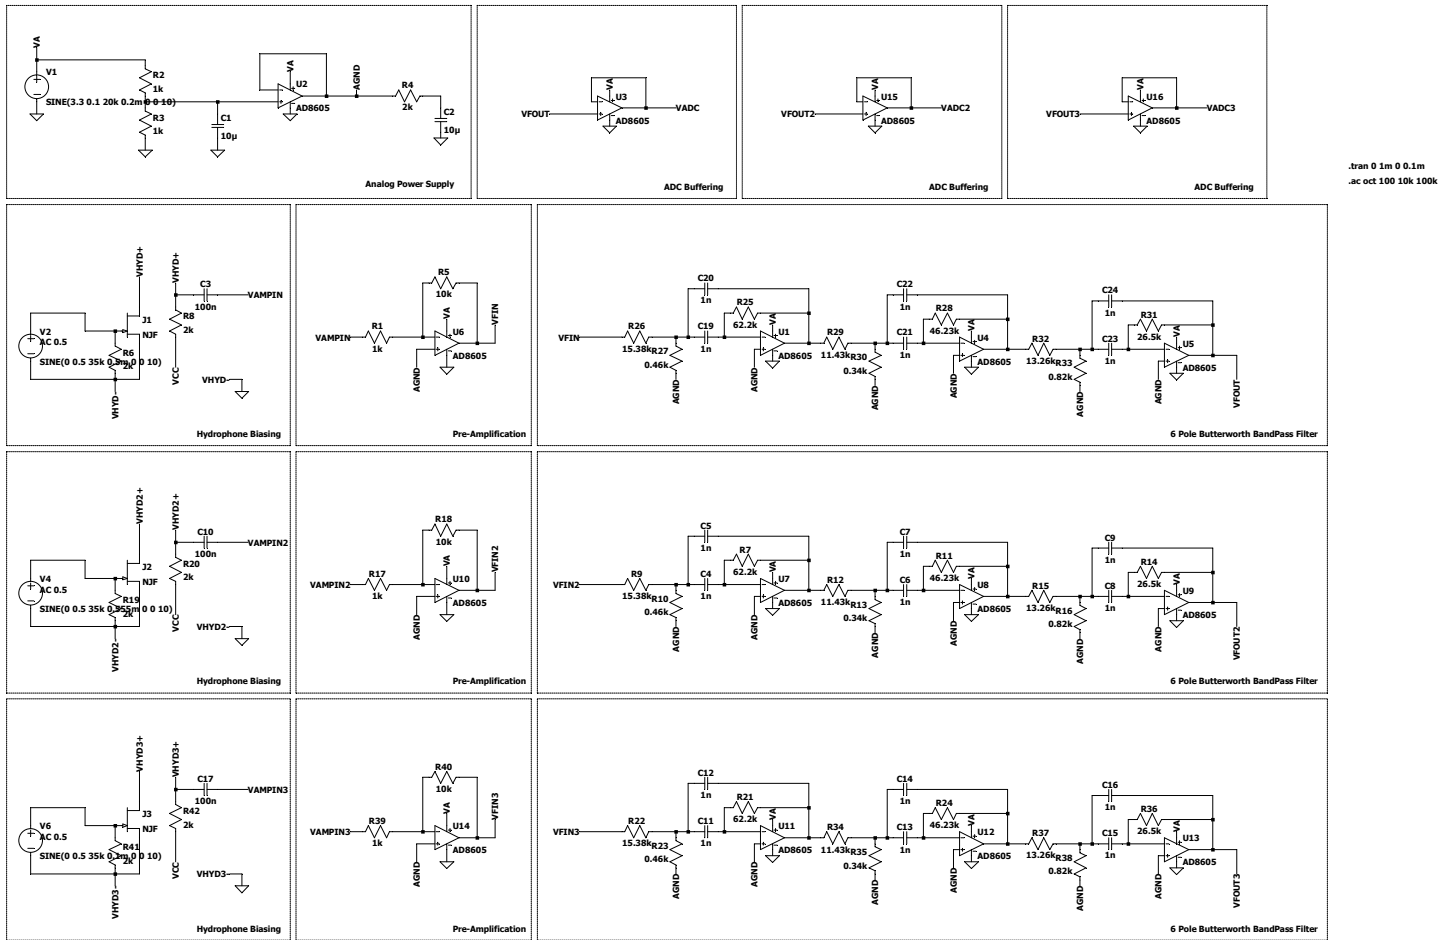 VA
V1
SINE(3.3 0.1 20k 0.2m 0 0 10)
R2
1k
R3
1k
C1
10µ
VA
U2
AD8605
AGND
R4
2k
C2
10µ
Analog Power Supply
VFOUT
VA
U3
AD8605
VADC
ADC Buffering
VFOUT2
VA
U15
AD8605
VADC2
ADC Buffering
VFOUT3
VA
U16
AD8605
VADC3
ADC Buffering
.tran 0 1m 0 0.1m
.ac oct 100 10k 100k
V2
AC 0.5
SINE(0 0.5 35k 0.5m 0 0 10)
VHYD+
J1
NJF
R6
2k
VHYD-
VHYD+
C3
100n
VAMPIN
R8
2k
VCC
VHYD-
Hydrophone Biasing
VAMPIN
R1
1k
R5
10k
VA
U6
AD8605
AGND
VFIN
Pre-Amplification
VFIN
R26
15.38k
R27
0.46k
AGND
C20
1n
C19
1n
R25
62.2k
VA
U1
AD8605
AGND
R29
11.43k
R30
0.34k
AGND
C22
1n
C21
1n
R28
46.23k
VA
U4
AD8605
AGND
R32
13.26k
R33
0.82k
AGND
C24
1n
C23
1n
R31
26.5k
VA
U5
AD8605
AGND
VFOUT
6 Pole Butterworth BandPass Filter
V4
AC 0.5
SINE(0 0.5 35k 0.555m 0 0 10)
VHYD2+
J2
NJF
R19
2k
VHYD2-
VHYD2+
C10
100n
VAMPIN2
R20
2k
VCC
VHYD2-
Hydrophone Biasing
VAMPIN2
R17
1k
R18
10k
VA
U10
AD8605
AGND
VFIN2
Pre-Amplification
VFIN2
R9
15.38k
R10
0.46k
AGND
C5
1n
C4
1n
R7
62.2k
VA
U7
AD8605
AGND
R12
11.43k
R13
0.34k
AGND
C7
1n
C6
1n
R11
46.23k
VA
U8
AD8605
AGND
R15
13.26k
R16
0.82k
AGND
C9
1n
C8
1n
R14
26.5k
VA
U9
AD8605
AGND
VFOUT2
6 Pole Butterworth BandPass Filter
V6
AC 0.5
SINE(0 0.5 35k 0.1m 0 0 10)
VHYD3+
J3
NJF
R41
2k
VHYD3-
VHYD3+
C17
100n
VAMPIN3
R42
2k
VCC
VHYD3-
Hydrophone Biasing
VAMPIN3
R39
1k
R40
10k
VA
U14
AD8605
AGND
VFIN3
Pre-Amplification
VFIN3
R22
15.38k
R23
0.46k
AGND
C12
1n
C11
1n
R21
62.2k
VA
U11
AD8605
AGND
R34
11.43k
R35
0.34k
AGND
C14
1n
C13
1n
R24
46.23k
VA
U12
AD8605
AGND
R37
13.26k
R38
0.82k
AGND
C16
1n
C15
1n
R36
26.5k
VA
U13
AD8605
AGND
VFOUT3
6 Pole Butterworth BandPass Filter